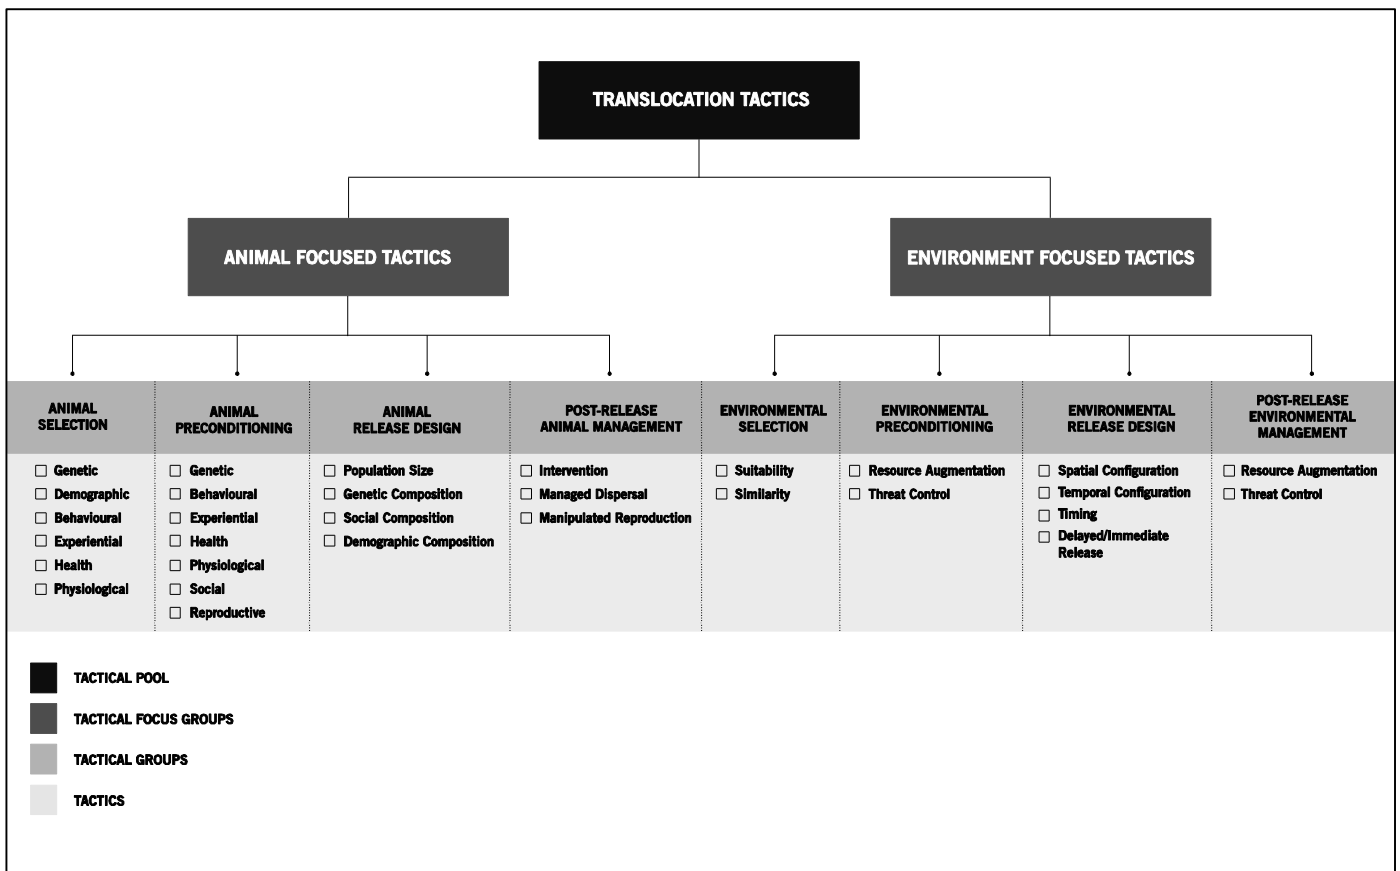 TRANSLOCATION TACTICS
ANIMAL FOCUSED TACTICS
ENVIRONMENT FOCUSED TACTICS
ANIMAL
SELECTION
Genetic
Demographic
Behavioural
Experiential
Health
Physiological
ANIMAL
PRECONDITIONING
Genetic
Behavioural
Experiential
Health
Physiological
Social
Reproductive
ANIMAL
RELEASE DESIGN
Population Size
Genetic Composition
Social Composition
Demographic Composition
POST-RELEASE
ANIMAL MANAGEMENT
Intervention
Managed Dispersal
Manipulated Reproduction
ENVIRONMENTAL
SELECTION
Suitability
Similarity
ENVIRONMENTAL
PRECONDITIONING
Resource Augmentation
Threat Control
ENVIRONMENTAL
RELEASE DESIGN
Spatial Configuration
Temporal Configuration
Timing
Delayed/Immediate
Release
POST-RELEASE
ENVIRONMENTAL
MANAGEMENT
Resource Augmentation
Threat Control
TACTICAL POOL
TACTICAL FOCUS GROUPS
TACTICAL GROUPS
TACTICS